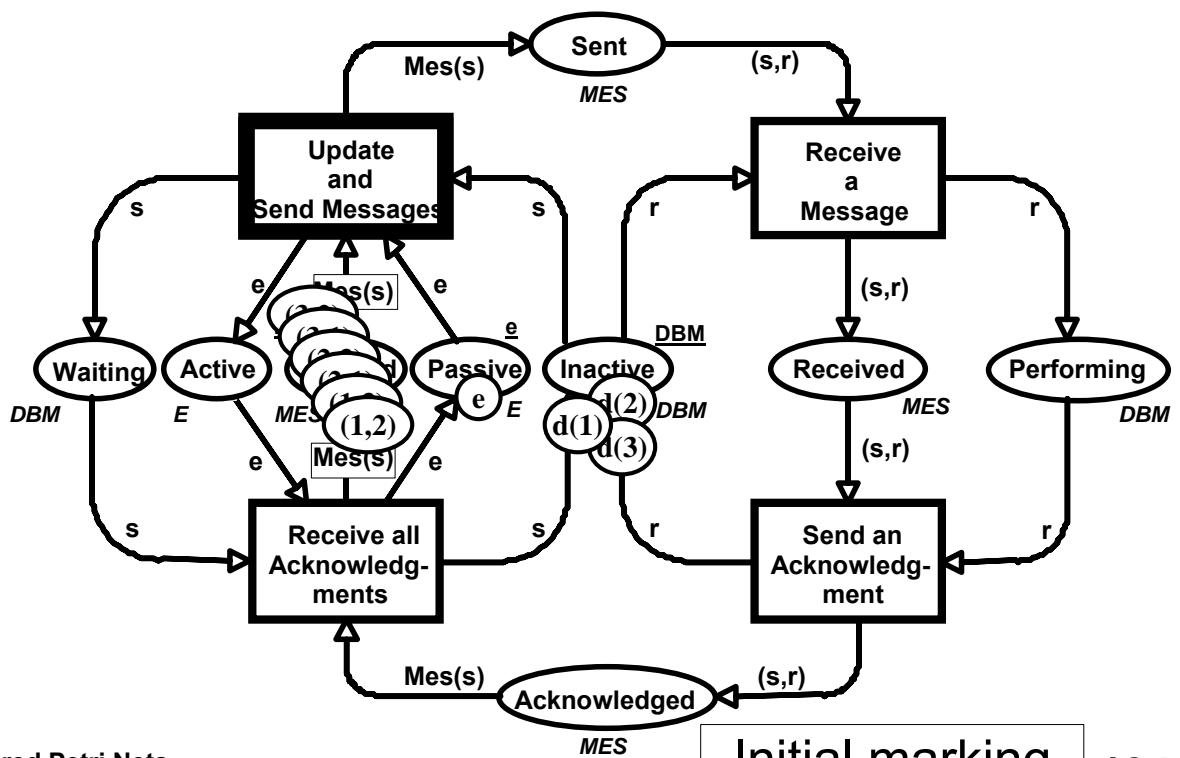 Sent
Mes(s)
(s,r)
MES
Update
and
Send Messages
Receive
a
Message
s
s
r
r
e
Mes(s)
e
(s,r)
e
DBM
Waiting
Active
Passive
Inactive
Received
Performing
e
d(2)
d(1)
d(3)
(1,2)
DBM
E
MES
E
DBM
MES
DBM
Mes(s)
e
e
(s,r)
s
s
r
r
Receive all
Acknowledg-
ments
Send an
Acknowledg-
ment
Mes(s)
(s,r)
Acknowledged
MES
Initial marking